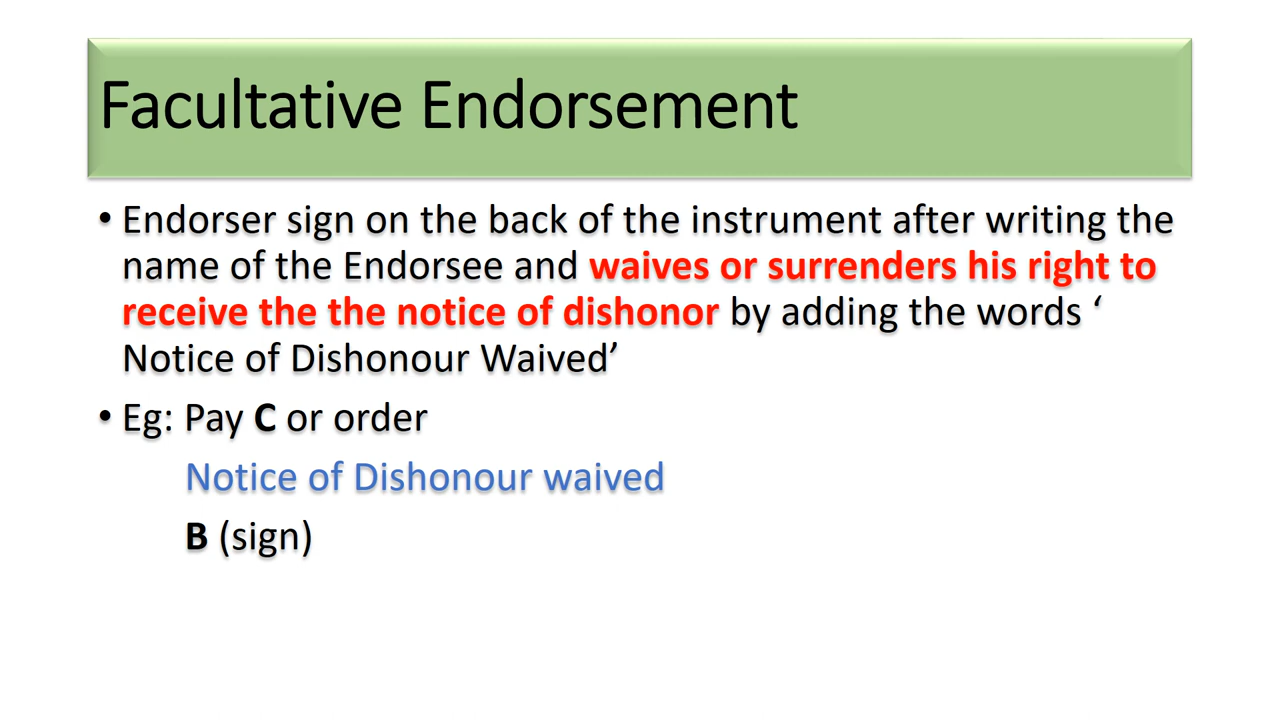 Facultative Endorsement
• Endorser sign on the back of the instrument after writing the
name of the Endorsee and waives or surrenders his right to
receive the the notice of dishonor by adding the words ‘
Notice of Dishonour Waived’
• Eg: Pay C or order
Notice of Dishonour waived
B (sign)